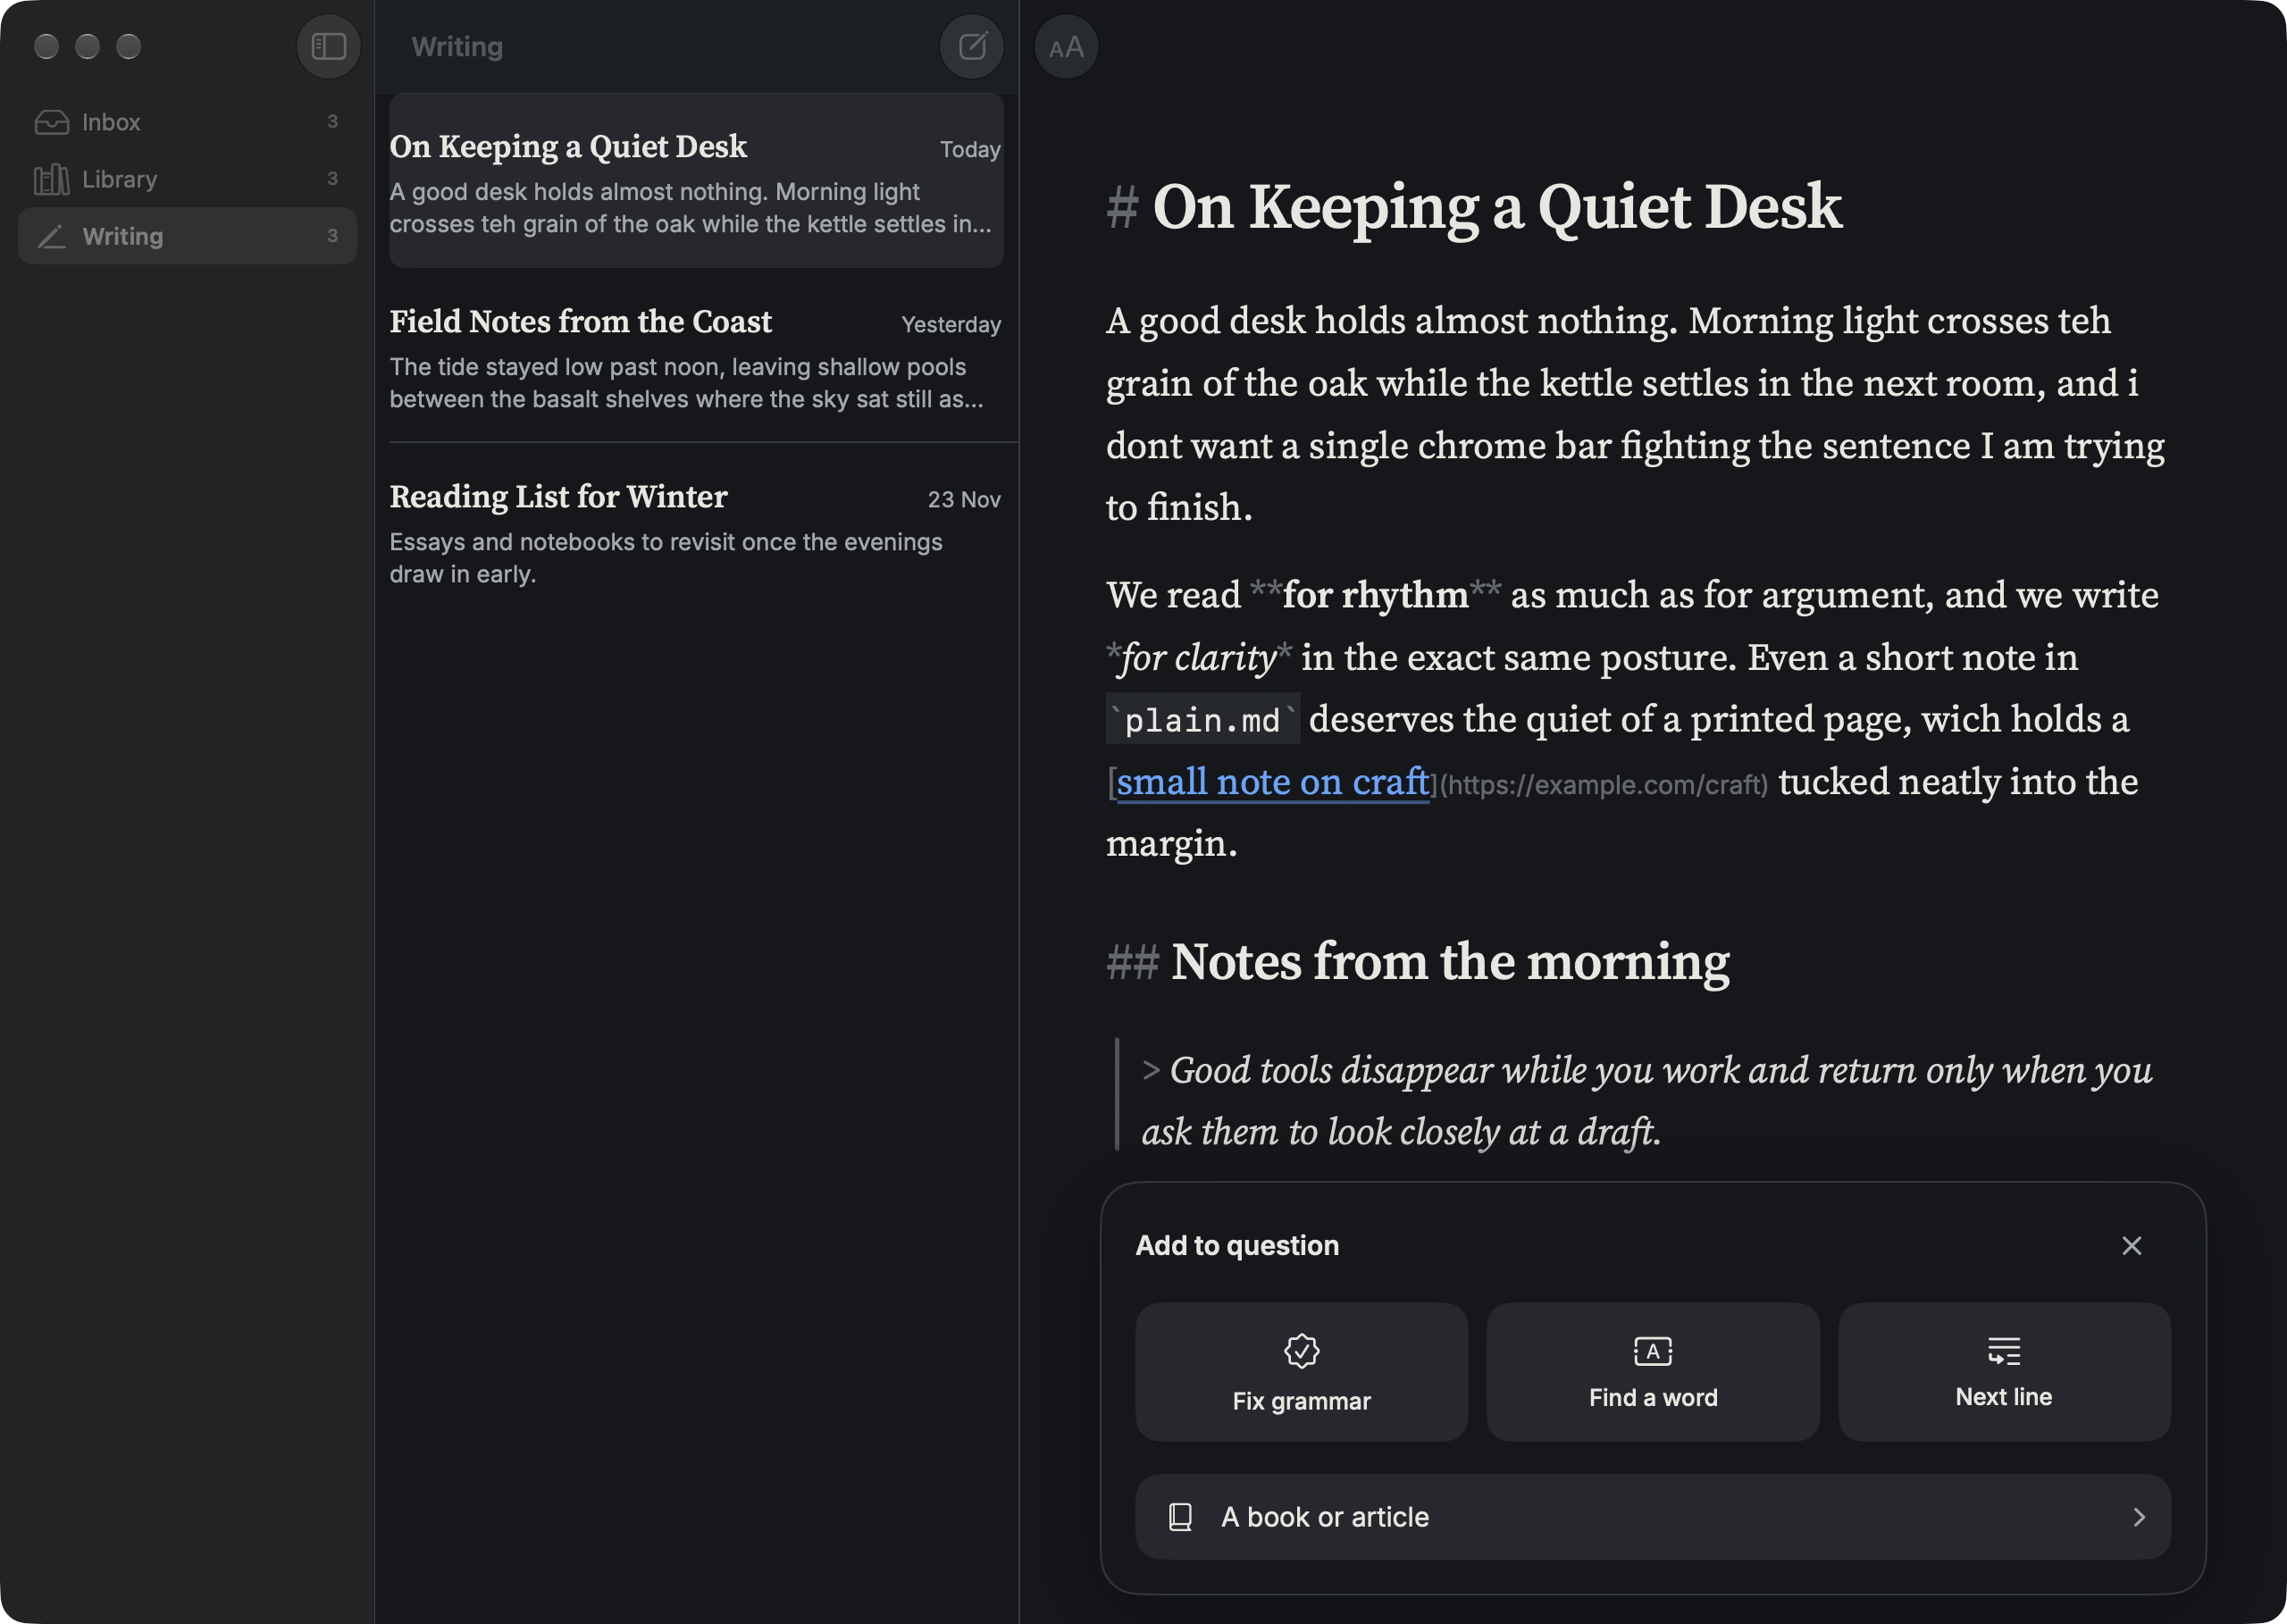 Writing
AA
Inbox 3
Library 3
Writing 3
On Keeping a Quiet Desk Today
A good desk holds almost nothing. Morning light
crosses teh grain of the oak while the kettle settles in...
Field Notes from the Coast Yesterday
The tide stayed low past noon, leaving shallow pools
between the basalt shelves where the sky sat still as...
Reading List for Winter 23 Nov
Essays and notebooks to revisit once the evenings
draw in early.
# On Keeping a Quiet Desk
A good desk holds almost nothing. Morning light crosses teh
grain of the oak while the kettle settles in the next room, and i
dont want a single chrome bar fighting the sentence I am trying
to finish.
We read **for rhythm** as much as for argument, and we write
*for clarity* in the exact same posture. Even a short note in
`plain.md` deserves the quiet of a printed page, wich holds a
[small note on craft](https://example.com/craft) tucked neatly into the
margin.
## Notes from the morning
> Good tools disappear while you work and return only when you
ask them to look closely at a draft.
Add to question
Fix grammar
A
Find a word
Next line
A book or article